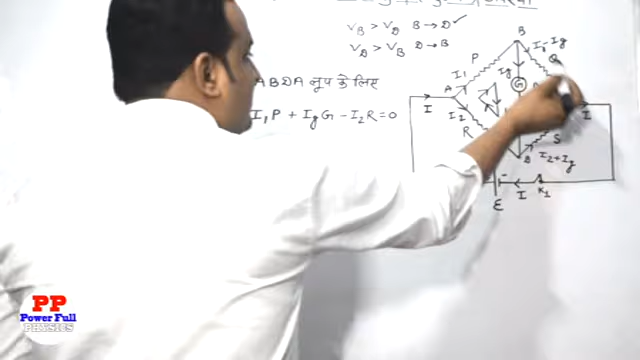 V_B > V_D B → D ✓
V_D > V_B D → B
ABDA लूप के लिए
I₁P + I_gG − I₂R = 0
B
P
I₁ − I_g
Q
I₁
I_g
G
A
I
I₂
I
R
S
D
I₂ + I_g
I
K₁
E
PP
Power Full
PHYSICS